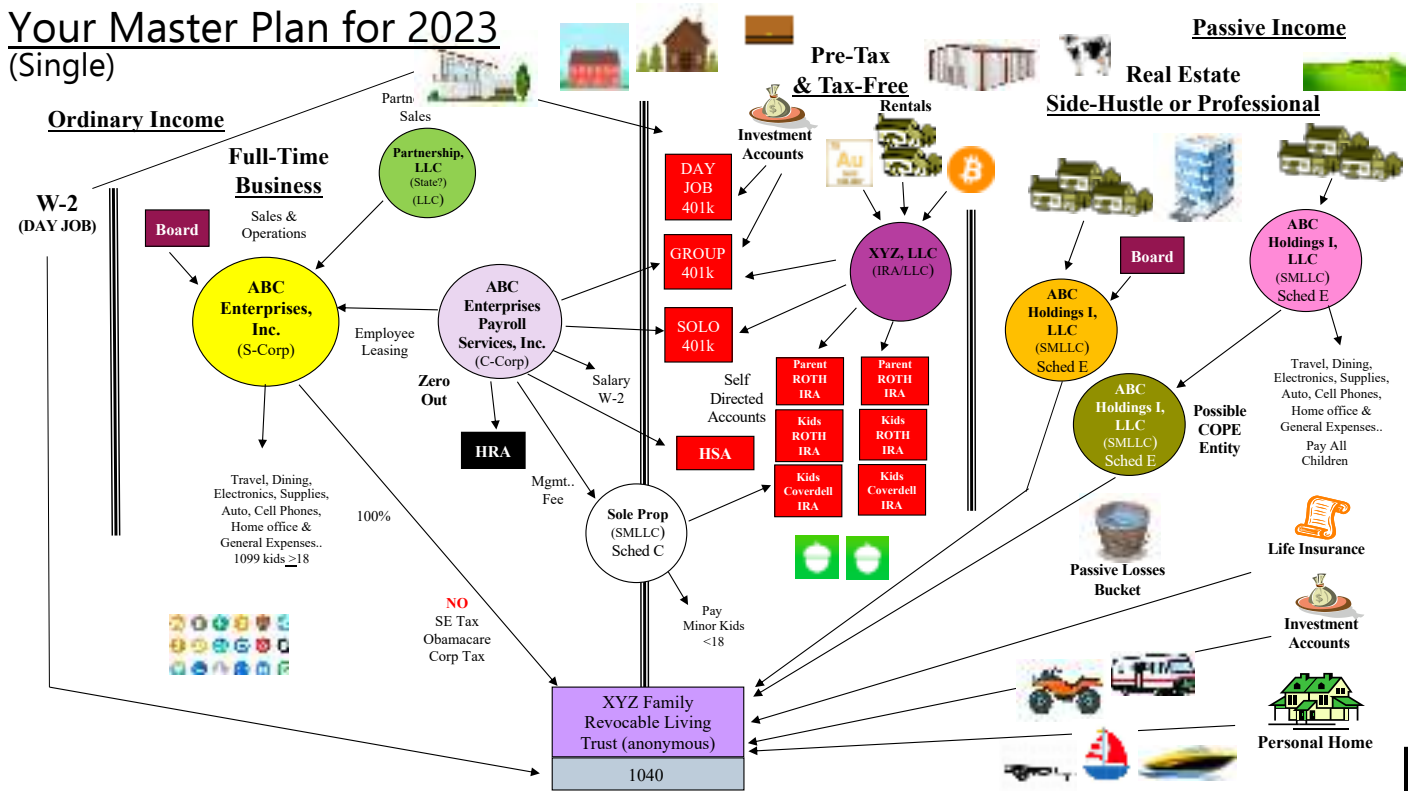 Your Master Plan for 2023
(Single)
Ordinary Income
W-2
(DAY JOB)
Full-Time
Business
Sales &
Operations
Board
Sales
Partnership,
LLC
(State?)
(LLC)
ABC
Enterprises,
Inc.
(S-Corp)
Employee
Leasing
ABC
Enterprises
Payroll
Services, Inc.
(C-Corp)
Zero
Out
HRA
Salary
W-2
Mgmt..
Fee
Travel, Dining,
Electronics, Supplies,
Auto, Cell Phones,
Home office &
General Expenses..
1099 kids >18
100%
NO
SE Tax
Obamacare
Corp Tax
Sole Prop
(SMLLC)
Sched C
Pay
Minor Kids
<18
Pre-Tax
& Tax-Free
Investment
Accounts
Rentals
Au
DAY
JOB
401k
GROUP
401k
SOLO
401k
HSA
XYZ, LLC
(IRA/LLC)
Self
Directed
Accounts
Parent
ROTH
IRA
Kids
ROTH
IRA
Kids
Coverdell
IRA
Parent
ROTH
IRA
Kids
ROTH
IRA
Kids
Coverdell
IRA
Passive Income
Real Estate
Side-Hustle or Professional
Board
ABC
Holdings I,
LLC
(SMLLC)
Sched E
ABC
Holdings I,
LLC
(SMLLC)
Sched E
ABC
Holdings I,
LLC
(SMLLC)
Sched E
Possible
COPE
Entity
Travel, Dining,
Electronics, Supplies,
Auto, Cell Phones,
Home office &
General Expenses..
Pay All
Children
Passive Losses
Bucket
Life Insurance
Investment
Accounts
Personal Home
XYZ Family
Revocable Living
Trust (anonymous)
1040